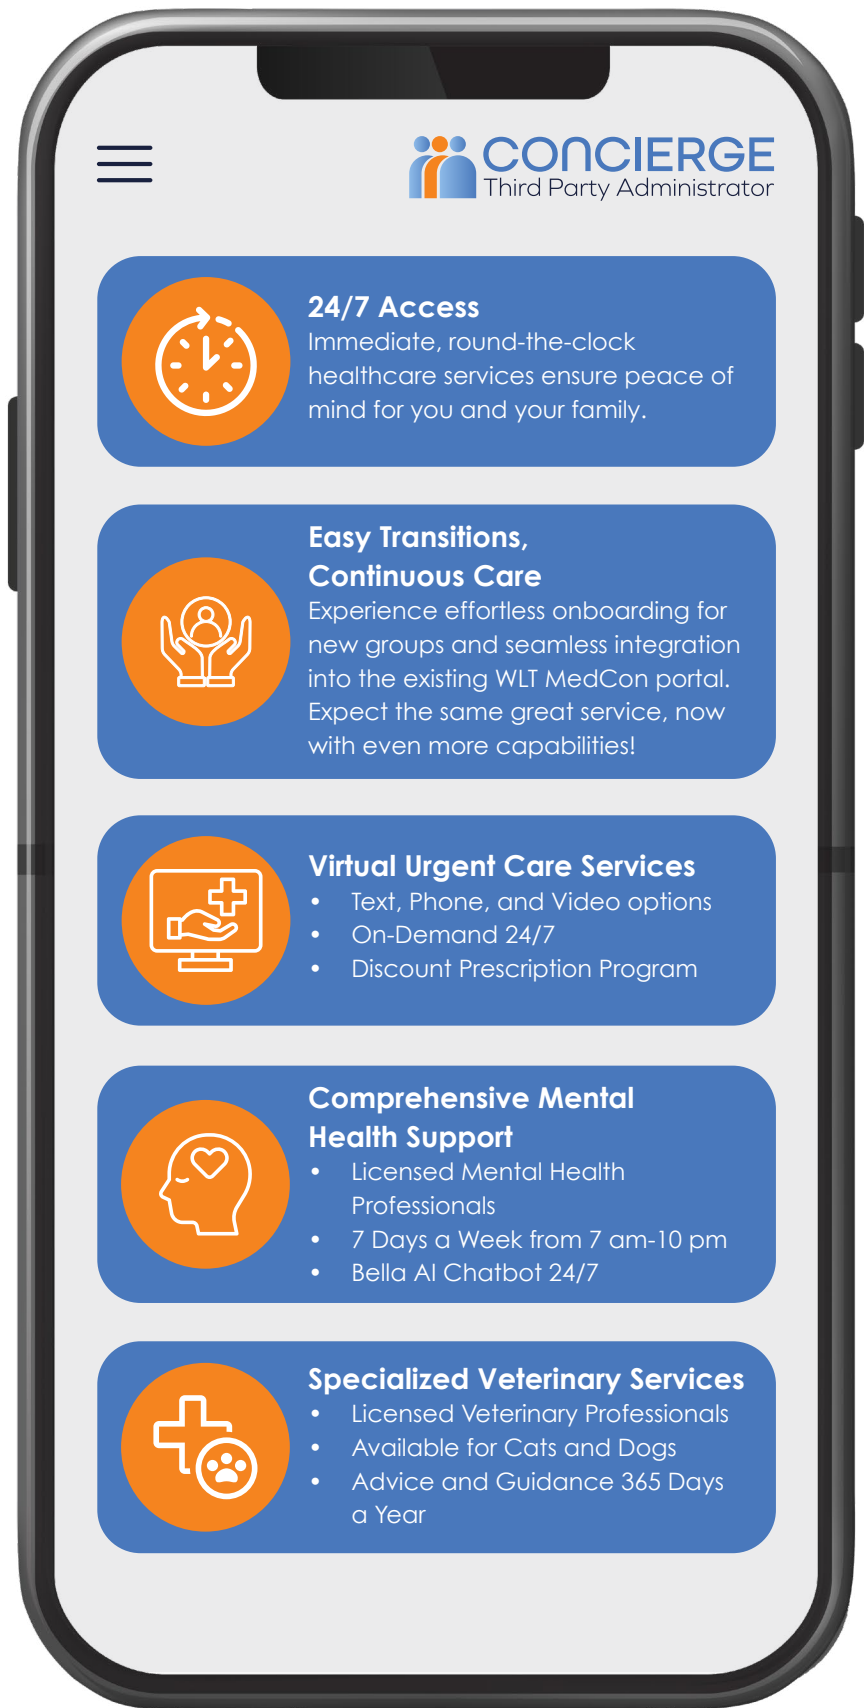 CONCIERGE
Third Party Administrator
24/7 Access
Immediate, round-the-clock
healthcare services ensure peace of
mind for you and your family.
Easy Transitions,
Continuous Care
Experience effortless onboarding for
new groups and seamless integration
into the existing WLT MedCon portal.
Expect the same great service, now
with even more capabilities!
Virtual Urgent Care Services
• Text, Phone, and Video options
• On-Demand 24/7
• Discount Prescription Program
Comprehensive Mental
Health Support
• Licensed Mental Health
Professionals
• 7 Days a Week from 7 am-10 pm
• Bella AI Chatbot 24/7
Specialized Veterinary Services
• Licensed Veterinary Professionals
• Available for Cats and Dogs
• Advice and Guidance 365 Days
a Year